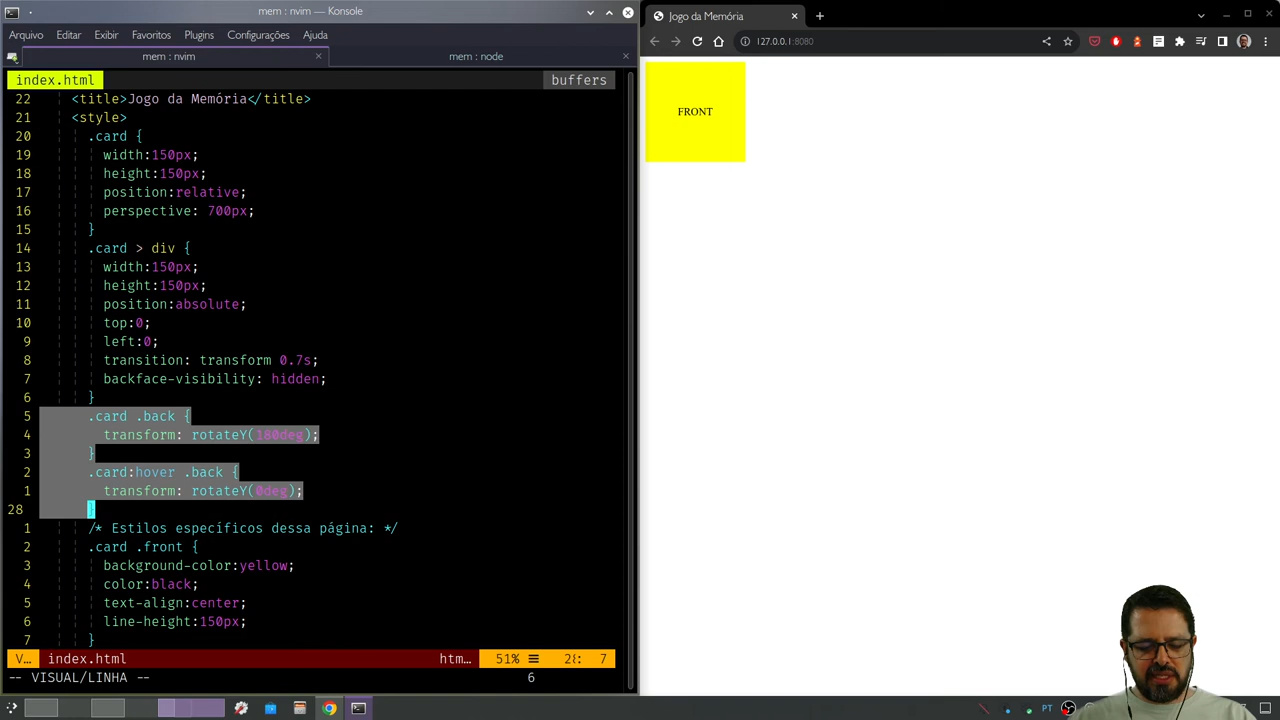 mem : nvim — Konsole
Arquivo Editar Exibir Favoritos Plugins Configurações Ajuda
mem : nvim
mem : node
index.html
buffers
22 <title>Jogo da Memória</title>
21 <style>
20 .card {
19 width:150px;
18 height:150px;
17 position:relative;
16 perspective: 700px;
15 }
14 .card > div {
13 width:150px;
12 height:150px;
11 position:absolute;
10 top:0;
9 left:0;
8 transition: transform 0.7s;
7 backface-visibility: hidden;
6 }
5 .card .back {
4 transform: rotateY(180deg);
3 }
2 .card:hover .back {
1 transform: rotateY(0deg);
28 }
1 /* Estilos específicos dessa página: */
2 .card .front {
3 background-color:yellow;
4 color:black;
5 text-align:center;
6 line-height:150px;
7 }
V… index.html htm… 51% 28: 7
-- VISUAL/LINHA -- 6
Jogo da Memória
127.0.0.1:8080
FRONT
PT